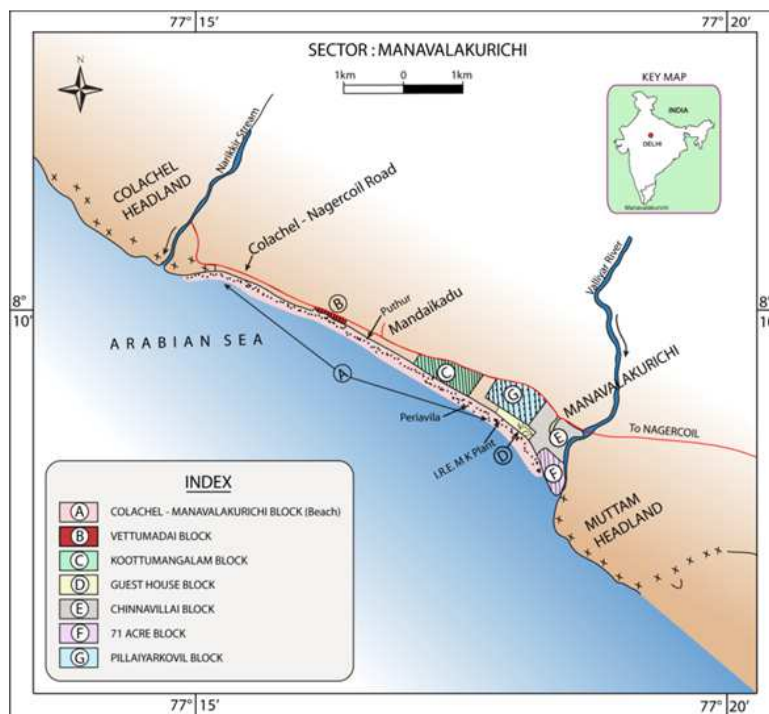 77° 15'
77° 20'
SECTOR : MANAVALAKURICHI
1km 0 1km
N
KEY MAP
INDIA
DELHI
Manavalakurichi
Narikkir Stream
COLACHEL
HEADLAND
Colachel - Nagercoil Road
Valliyar River
8°
10'
8°
10'
B
Puthur
Mandaikadu
ARABIAN SEA
A
C
G
MANAVALAKURICHI
Periavila
E
To NAGERCOIL
I.R.E. M K Plant
D
F
MUTTAM
HEADLAND
INDEX
A COLACHEL - MANAVALAKURICHI BLOCK (Beach)
B VETTUMADAI BLOCK
C KOOTTUMANGALAM BLOCK
D GUEST HOUSE BLOCK
E CHINNAVILLAI BLOCK
F 71 ACRE BLOCK
G PILLAIYARKOVIL BLOCK
77° 15'
77° 20'